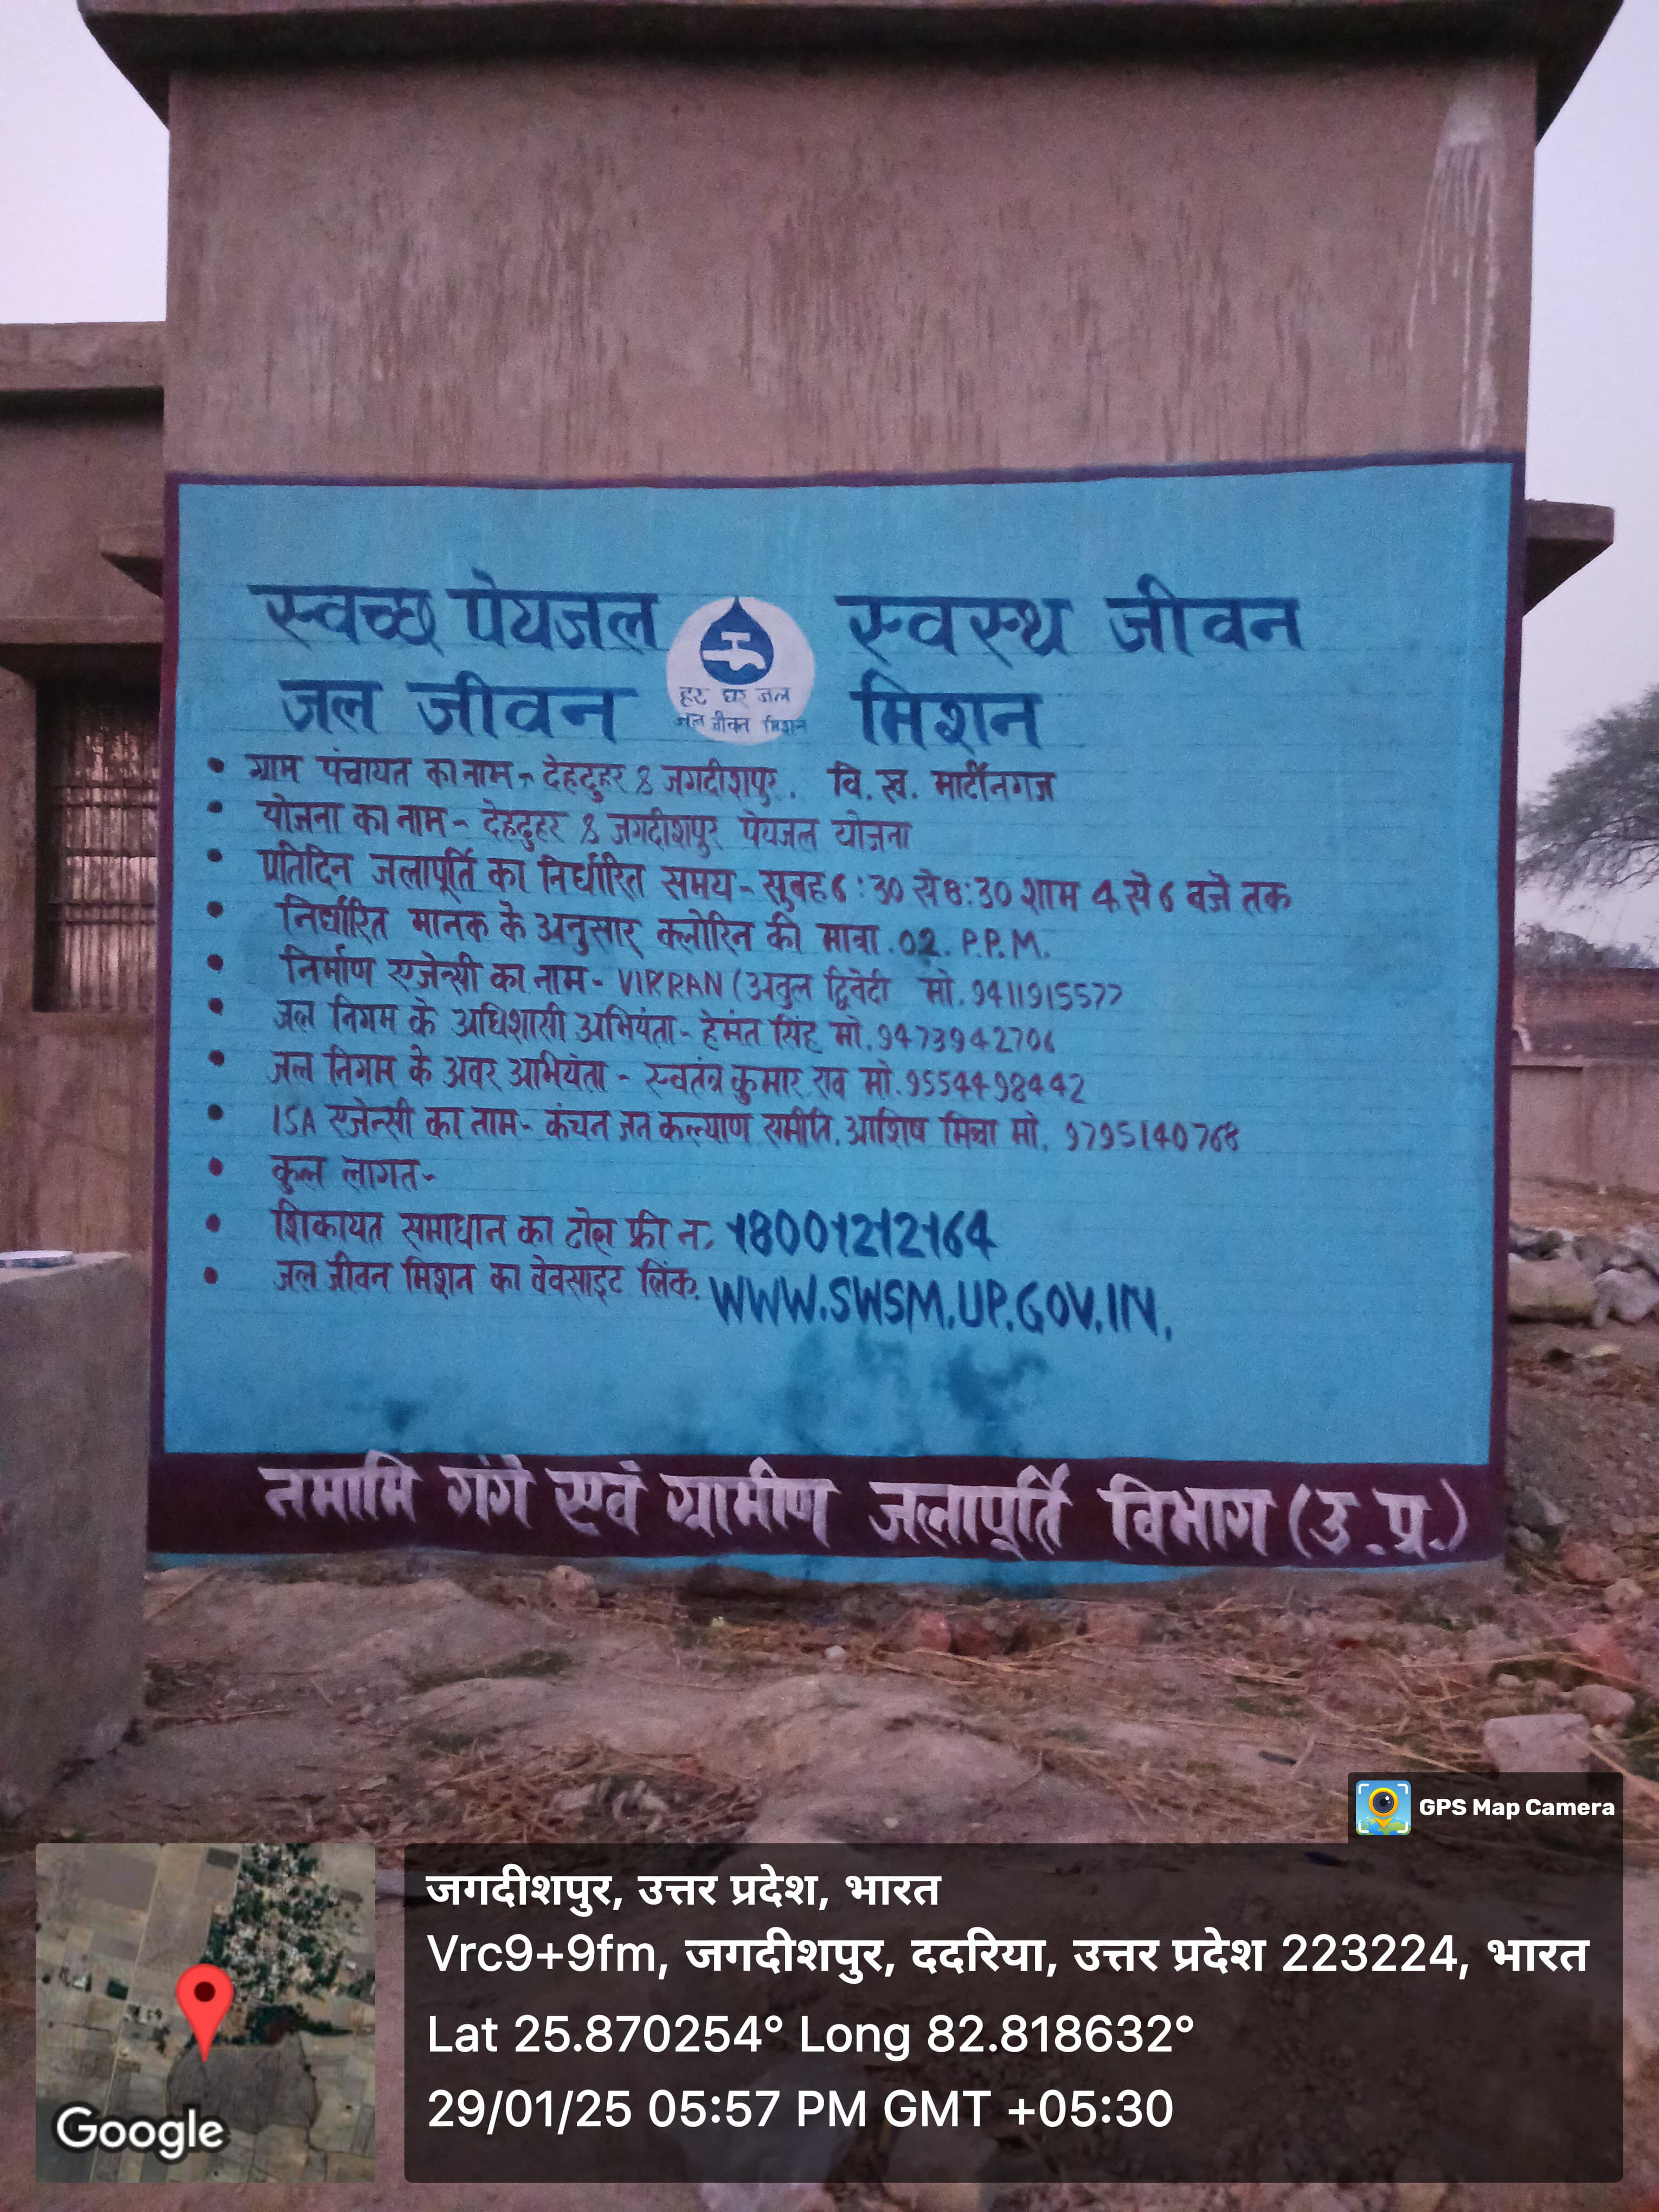 स्वच्छ पेयजल स्वस्थ जीवन
जल जीवन मिशन
हर घर जल
जल जीवन मिशन
• ग्राम पंचायत का नाम - देहदुहर & जगदीशपुर. वि. ख. मार्टीनगज
• योजना का नाम - देहदुहर & जगदीशपुर पेयजल योजना
• प्रतिदिन जलापूर्ति का निर्धारित समय - सुबह 6:30 से 8:30 शाम 4 से 6 बजे तक
• निर्धारित मानक के अनुसार क्लोरिन की मात्रा . 02. P.P.M.
• निर्माण एजेन्सी का नाम - VIKRAN (अतुल द्विवेदी मो. 9411915577
• जल निगम के अधिशासी अभियंता - हेमंत सिंह मो. 9473942706
• जल निगम के अवर अभियंता - स्वतंत्र कुमार राव मो. 9554498442
• ISA एजेन्सी का नाम - कंचन जन कल्याण समीति, आशिष मिश्रा मो. 9795140768
• कुल लागत -
• शिकायत समाधान का टोल फ्री न. 18001212164
• जल जीवन मिशन का वेवसाइट लिंक. WWW.SWSM.UP.GOV.IN.
नमामि गंगे एवं ग्रामीण जलापूर्ति विभाग (उ.प्र.)
GPS Map Camera
जगदीशपुर, उत्तर प्रदेश, भारत
Vrc9+9fm, जगदीशपुर, ददरिया, उत्तर प्रदेश 223224, भारत
Lat 25.870254° Long 82.818632°
29/01/25 05:57 PM GMT +05:30
Google